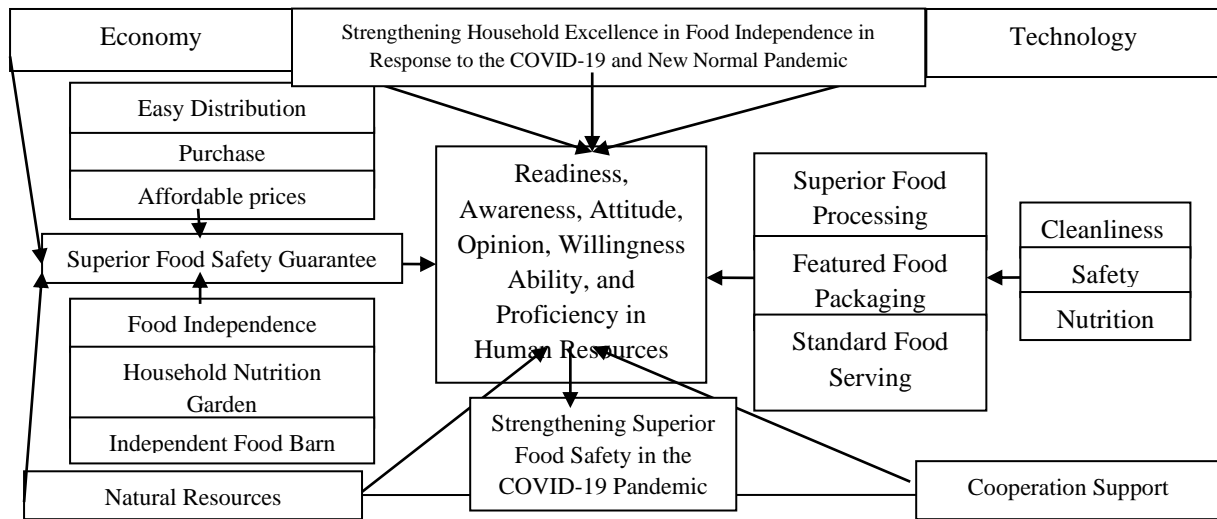 Economy
Strengthening Household Excellence in Food Independence in
Response to the COVID-19 and New Normal Pandemic
Technology
Easy Distribution
Purchase
Affordable prices
Superior Food Safety Guarantee
Food Independence
Household Nutrition
Garden
Independent Food Barn
Natural Resources
Readiness,
Awareness, Attitude,
Opinion, Willingness
Ability, and
Proficiency in
Human Resources
Strengthening Superior
Food Safety in the
COVID-19 Pandemic
Superior Food
Processing
Featured Food
Packaging
Standard Food
Serving
Cleanliness
Safety
Nutrition
Cooperation Support